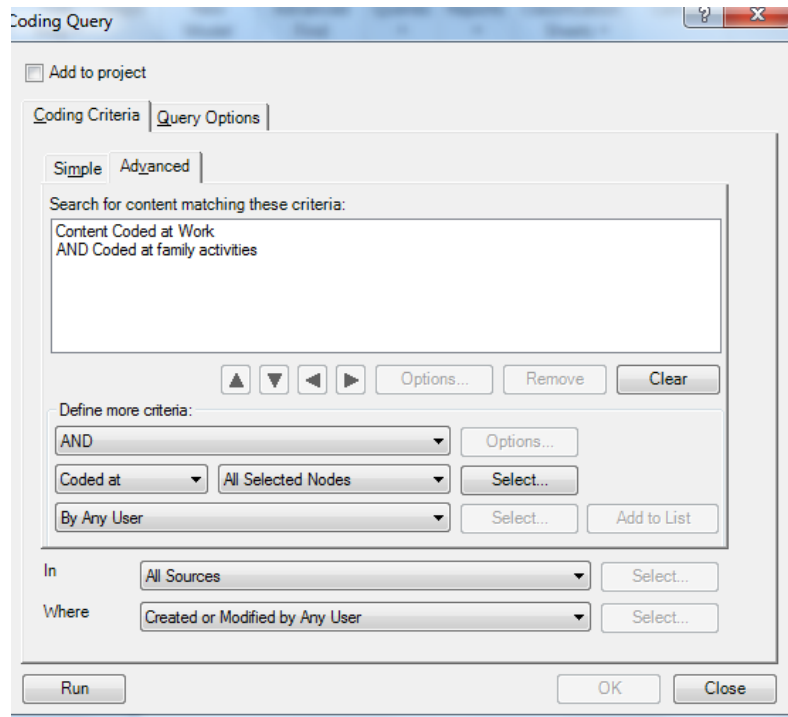 Coding Query
Add to project
Coding Criteria Query Options
Simple Advanced
Search for content matching these criteria:
Content Coded at Work
AND Coded at family activities
Options... Remove Clear
Define more criteria:
AND Options...
Coded at All Selected Nodes Select...
By Any User Select... Add to List
In All Sources Select...
Where Created or Modified by Any User Select...
Run OK Close